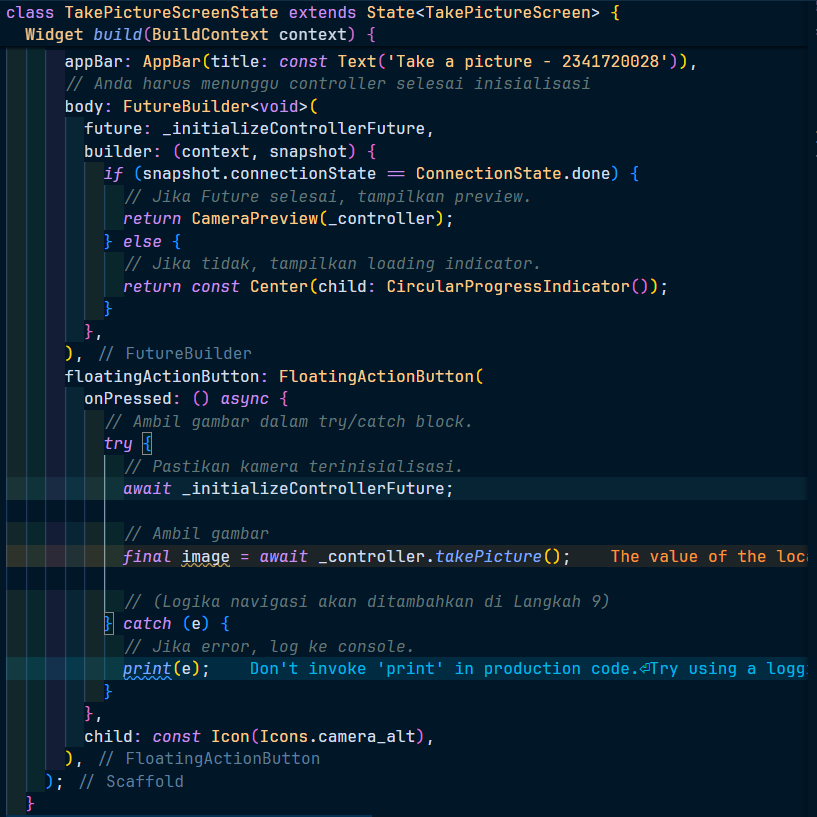 class TakePictureScreenState extends State<TakePictureScreen> {
  Widget build(BuildContext context) {
      appBar: AppBar(title: const Text('Take a picture - 2341720028')),
      // Anda harus menunggu controller selesai inisialisasi
      body: FutureBuilder<void>(
        future: _initializeControllerFuture,
        builder: (context, snapshot) {
          if (snapshot.connectionState == ConnectionState.done) {
            // Jika Future selesai, tampilkan preview.
            return CameraPreview(_controller);
          } else {
            // Jika tidak, tampilkan loading indicator.
            return const Center(child: CircularProgressIndicator());
          }
        },
      ), // FutureBuilder
      floatingActionButton: FloatingActionButton(
        onPressed: () async {
          // Ambil gambar dalam try/catch block.
          try {
            // Pastikan kamera terinisialisasi.
            await _initializeControllerFuture;
            // Ambil gambar
            final image = await _controller.takePicture();    The value of the
            // (Logika navigasi akan ditambahkan di Langkah 9)
          } catch (e) {
            // Jika error, log ke console.
            print(e);    Don't invoke 'print' in production code.⏎Try using a
          }
        },
        child: const Icon(Icons.camera_alt),
      ), // FloatingActionButton
    ); // Scaffold
  }